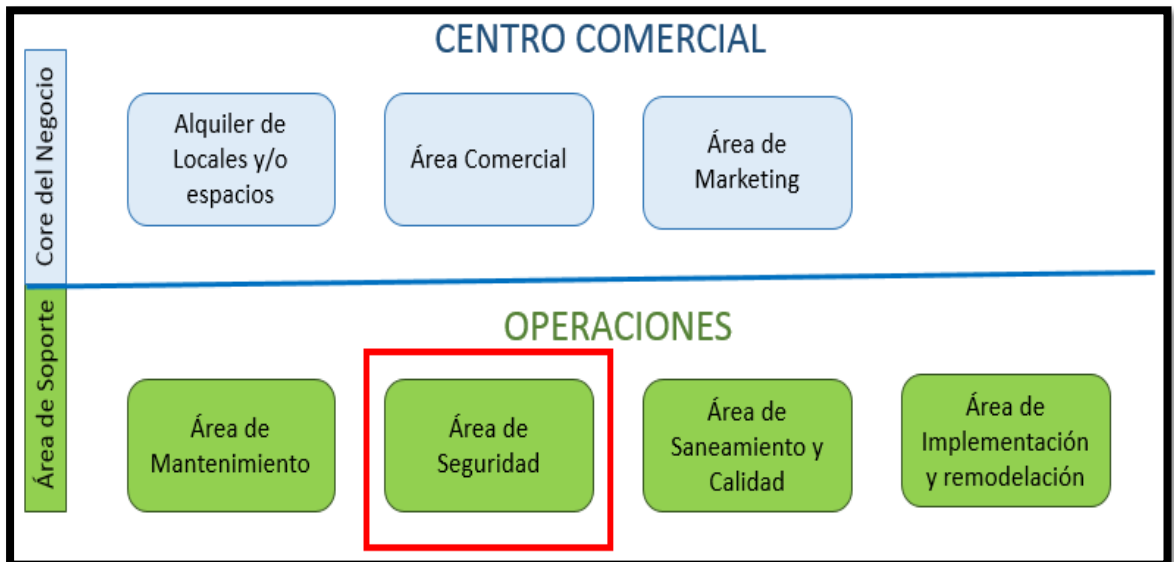 CENTRO COMERCIAL
Core del Negocio
Alquiler de
Locales y/o
espacios
Área Comercial
Área de
Marketing
Área de Soporte
OPERACIONES
Área de
Mantenimiento
Área de
Seguridad
Área de
Saneamiento y
Calidad
Área de
Implementación
y remodelación